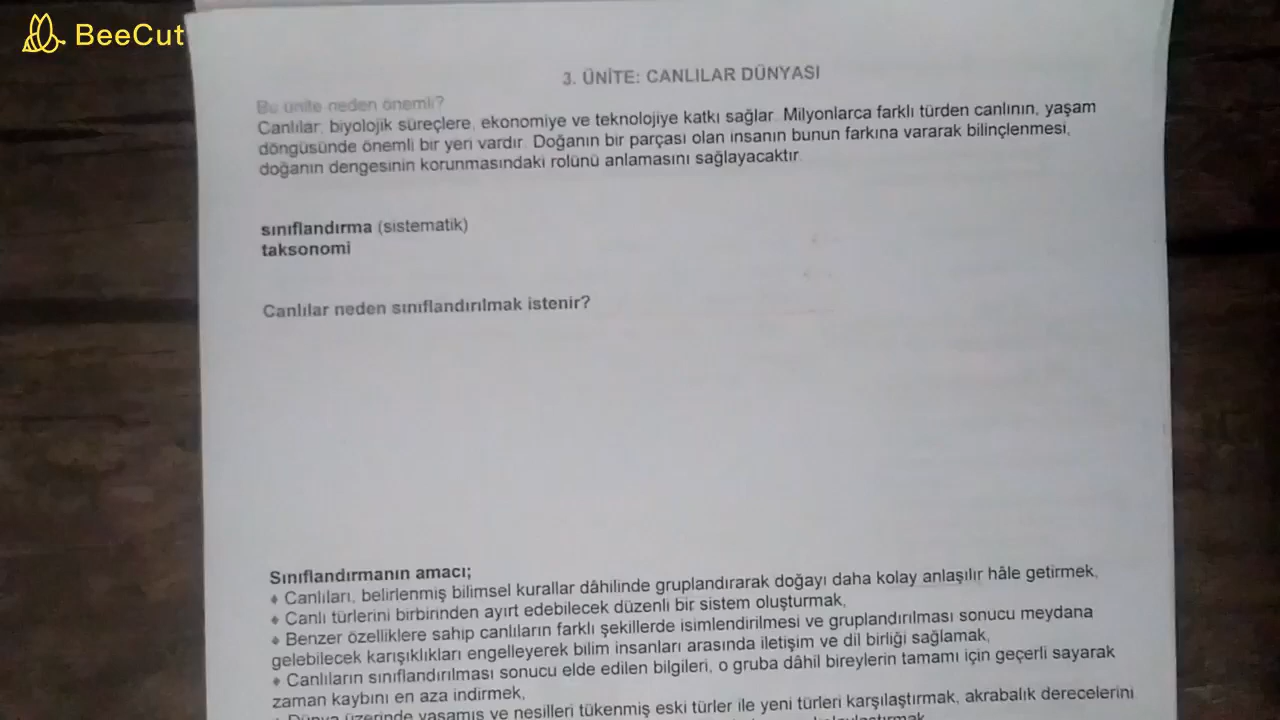 BeeCut
3. ÜNİTE: CANLILAR DÜNYASI
Bu ünite neden önemli?
Canlılar, biyolojik süreçlere, ekonomiye ve teknolojiye katkı sağlar. Milyonlarca farklı türden canlının, yaşam
döngüsünde önemli bir yeri vardır. Doğanın bir parçası olan insanın bunun farkına vararak bilinçlenmesi,
doğanın dengesinin korunmasındaki rolünü anlamasını sağlayacaktır.
sınıflandırma (sistematik)
taksonomi
Canlılar neden sınıflandırılmak istenir?
Sınıflandırmanın amacı;
♦ Canlıları, belirlenmiş bilimsel kurallar dâhilinde gruplandırarak doğayı daha kolay anlaşılır hâle getirmek,
♦ Canlı türlerini birbirinden ayırt edebilecek düzenli bir sistem oluşturmak,
♦ Benzer özelliklere sahip canlıların farklı şekillerde isimlendirilmesi ve gruplandırılması sonucu meydana
gelebilecek karışıklıkları engelleyerek bilim insanları arasında iletişim ve dil birliği sağlamak,
♦ Canlıların sınıflandırılması sonucu elde edilen bilgileri, o gruba dâhil bireylerin tamamı için geçerli sayarak
zaman kaybını en aza indirmek,
♦ Dünya üzerinde yaşamış ve nesilleri tükenmiş eski türler ile yeni türleri karşılaştırmak, akrabalık derecelerini